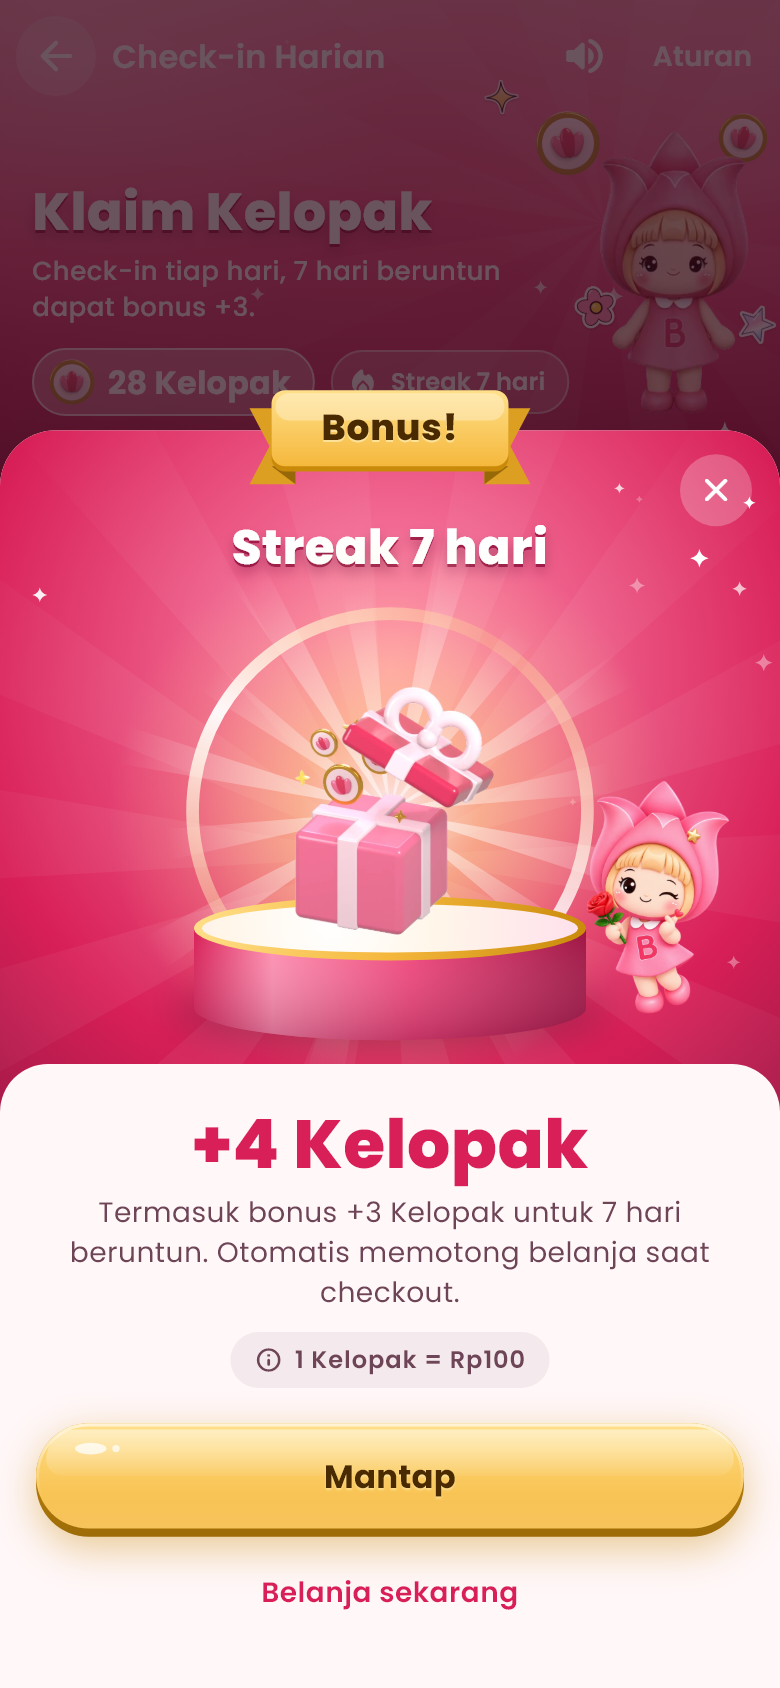 Check-in Harian
Aturan
Klaim Kelopak
Check-in tiap hari, 7 hari beruntun
dapat bonus +3.
28 Kelopak
Streak 7 hari
B
Bonus!
Streak 7 hari
B
+4 Kelopak
Termasuk bonus +3 Kelopak untuk 7 hari
beruntun. Otomatis memotong belanja saat
checkout.
1 Kelopak = Rp100
Mantap
Belanja sekarang